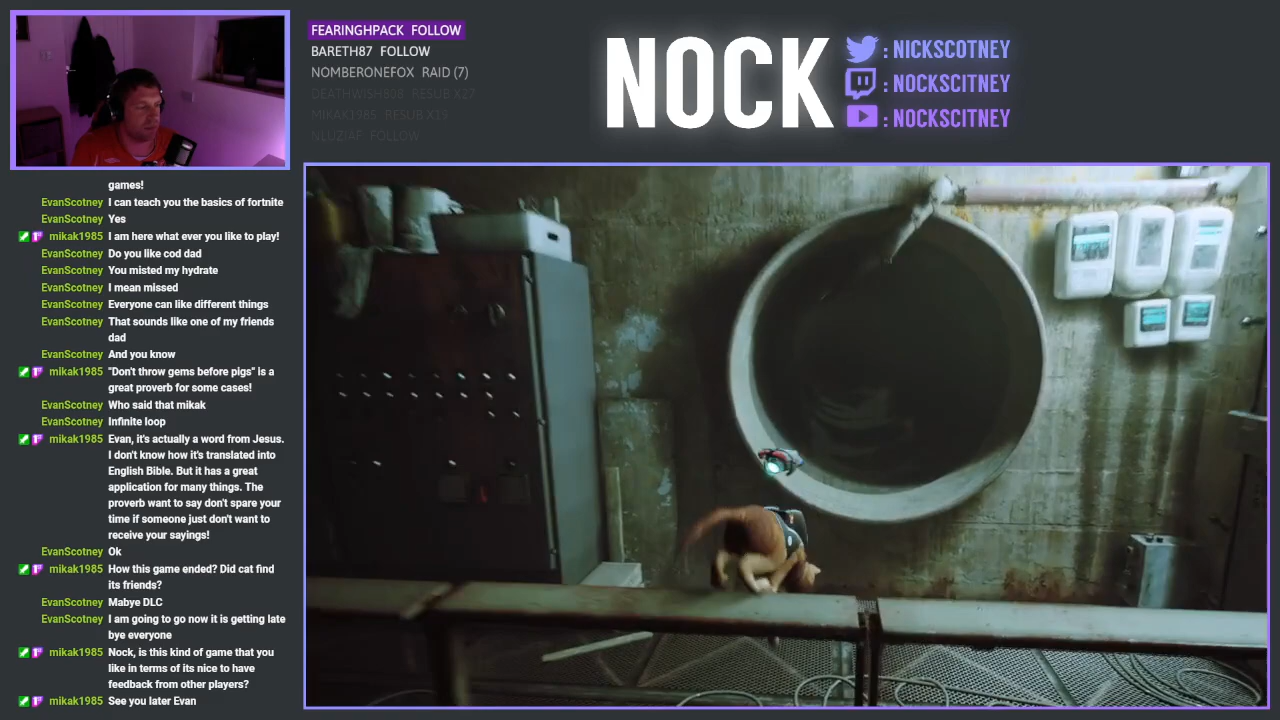 FEARINGHPACK FOLLOW
BARETH87 FOLLOW
NOMBERONEFOX RAID (7)
MIKAK1985 RESUB X19
NLUZIAF FOLLOW
NOCK
: NICKSCOTNEY
: NOCKSCITNEY
: NOCKSCITNEY
games!
EvanScotney I can teach you the basics of fortnite
EvanScotney Yes
mikak1985 I am here what ever you like to play!
EvanScotney Do you like cod dad
EvanScotney You misted my hydrate
EvanScotney I mean missed
EvanScotney Everyone can like different things
EvanScotney That sounds like one of my friends
dad
EvanScotney And you know
mikak1985 "Don't throw gems before pigs" is a
great proverb for some cases!
EvanScotney Who said that mikak
EvanScotney Infinite loop
mikak1985 Evan, it's actually a word from Jesus.
I don't know how it's translated into
English Bible. But it has a great
application for many things. The
proverb want to say don't spare your
time if someone just don't want to
receive your sayings!
EvanScotney Ok
mikak1985 How this game ended? Did cat find
its friends?
EvanScotney Mabye DLC
EvanScotney I am going to go now it is getting late
bye everyone
mikak1985 Nock, is this kind of game that you
like in terms of its nice to have
feedback from other players?
mikak1985 See you later Evan